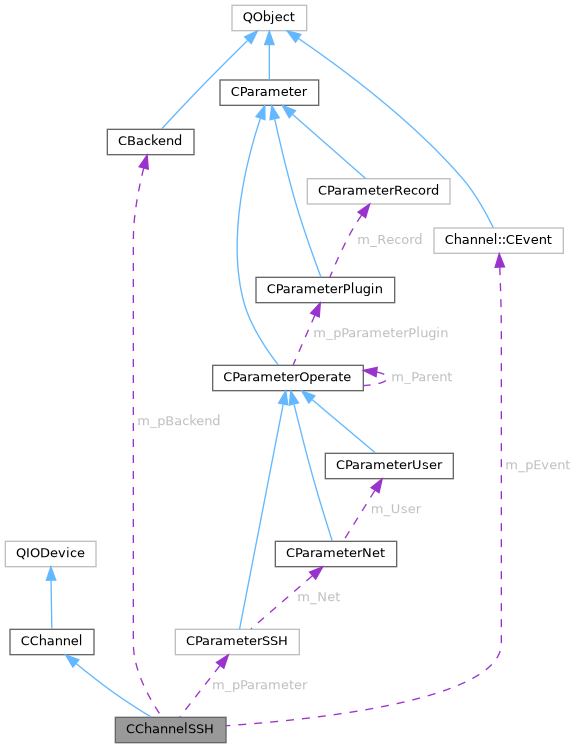 QObject
CParameter
CBackend
CParameterRecord
m_Record
Channel::CEvent
CParameterPlugin
m_pParameterPlugin
CParameterOperate
m_Parent
m_pBackend
CParameterUser
m_pEvent
m_User
QIODevice
CParameterNet
m_Net
CChannel
CParameterSSH
m_pParameter
CChannelSSH